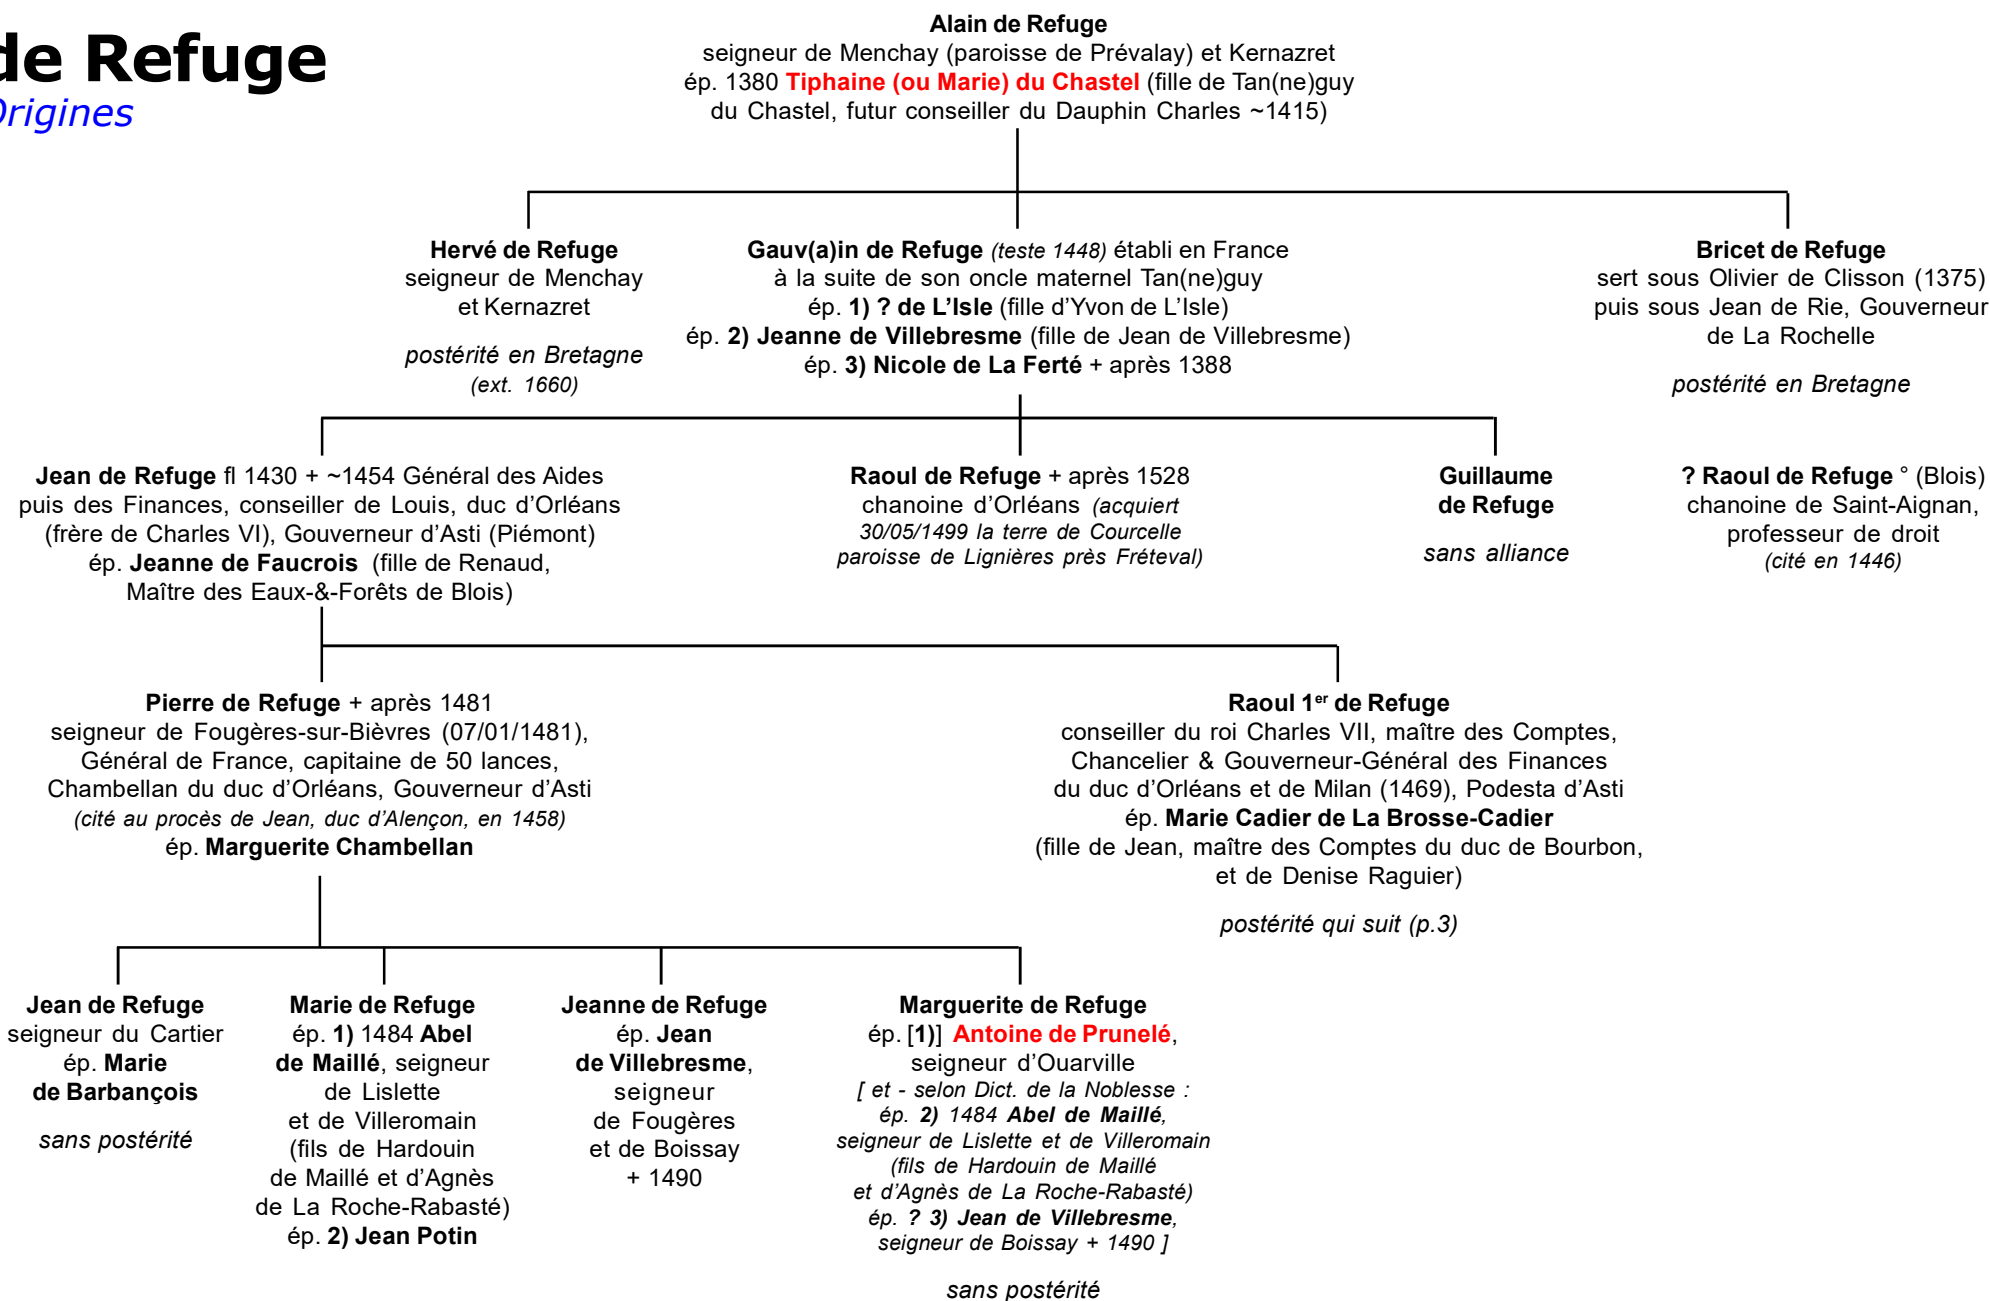 de Refuge
Origines
Alain de Refuge
seigneur de Menchay (paroisse de Prévalay) et Kernazret
ép. 1380 Tiphaine (ou Marie) du Chastel (fille de Tan(ne)guy
du Chastel, futur conseiller du Dauphin Charles ~1415)
Hervé de Refuge
seigneur de Menchay
et Kernazret
postérité en Bretagne
(ext. 1660)
Gauv(a)in de Refuge (teste 1448) établi en France
à la suite de son oncle maternel Tan(ne)guy
ép. 1) ? de L’Isle (fille d’Yvon de L’Isle)
ép. 2) Jeanne de Villebresme (fille de Jean de Villebresme)
ép. 3) Nicole de La Ferté + après 1388
Bricet de Refuge
sert sous Olivier de Clisson (1375)
puis sous Jean de Rie, Gouverneur
de La Rochelle
postérité en Bretagne
Jean de Refuge fl 1430 + ~1454 Général des Aides
puis des Finances, conseiller de Louis, duc d’Orléans
(frère de Charles VI), Gouverneur d’Asti (Piémont)
ép. Jeanne de Faucrois (fille de Renaud,
Maître des Eaux-&-Forêts de Blois)
Raoul de Refuge + après 1528
chanoine d’Orléans (acquiert
30/05/1499 la terre de Courcelle
paroisse de Lignières près Fréteval)
Guillaume
de Refuge
sans alliance
? Raoul de Refuge ° (Blois)
chanoine de Saint-Aignan,
professeur de droit
(cité en 1446)
Pierre de Refuge + après 1481
seigneur de Fougères-sur-Bièvres (07/01/1481),
Général de France, capitaine de 50 lances,
Chambellan du duc d’Orléans, Gouverneur d’Asti
(cité au procès de Jean, duc d’Alençon, en 1458)
ép. Marguerite Chambellan
Raoul 1er de Refuge
conseiller du roi Charles VII, maître des Comptes,
Chancelier & Gouverneur-Général des Finances
du duc d’Orléans et de Milan (1469), Podesta d’Asti
ép. Marie Cadier de La Brosse-Cadier
(fille de Jean, maître des Comptes du duc de Bourbon,
et de Denise Raguier)
postérité qui suit (p.3)
Jean de Refuge
seigneur du Cartier
ép. Marie
de Barbançois
sans postérité
Marie de Refuge
ép. 1) 1484 Abel
de Maillé, seigneur
de Lislette
et de Villeromain
(fils de Hardouin
de Maillé et d’Agnès
de La Roche-Rabasté)
ép. 2) Jean Potin
Jeanne de Refuge
ép. Jean
de Villebresme,
seigneur
de Fougères
et de Boissay
+ 1490
Marguerite de Refuge
ép. [1)] Antoine de Prunelé,
seigneur d’Ouarville
[ et - selon Dict. de la Noblesse :
ép. 2) 1484 Abel de Maillé,
seigneur de Lislette et de Villeromain
(fils de Hardouin de Maillé
et d’Agnès de La Roche-Rabasté)
ép. ? 3) Jean de Villebresme,
seigneur de Boissay + 1490 ]
sans postérité